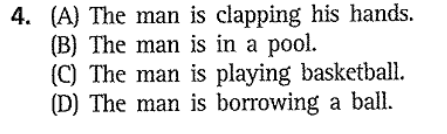 4. (A) The man is clapping his hands.
(B) The man is in a pool.
(C) The man is playing basketball.
(D) The man is borrowing a ball.